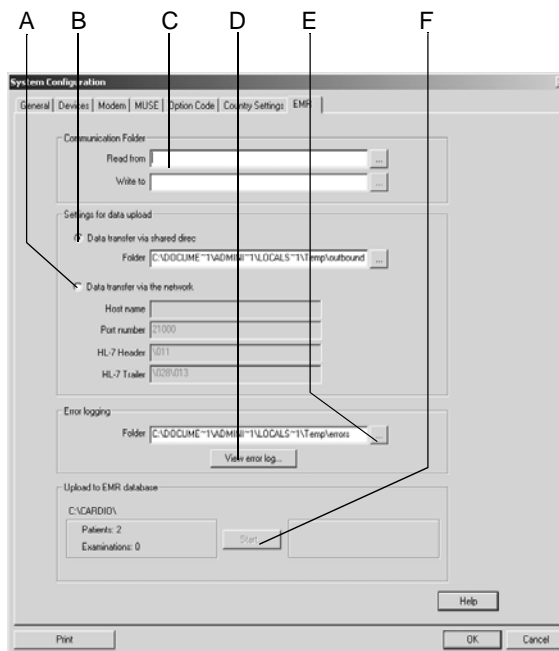 A B C D E F
System Configuration
General Devices Modem MUSE Option Code Country Settings EMR
Communication Folder
Read from ...
Write to ...
Settings for data upload
Data transfer via shared direc
Folder C:\DOCUME~1\ADMINI~1\LOCALS~1\Temp\outbound ...
Data transfer via the network
Host name
Port number 21000
HL-7 Header \011
HL-7 Trailer \028\013
Error logging
Folder C:\DOCUME~1\ADMINI~1\LOCALS~1\Temp\errors ...
View error log...
Upload to EMR database
C:\CARDIO\
Patients: 2
Examinations: 0
Start
Help
Print OK Cancel